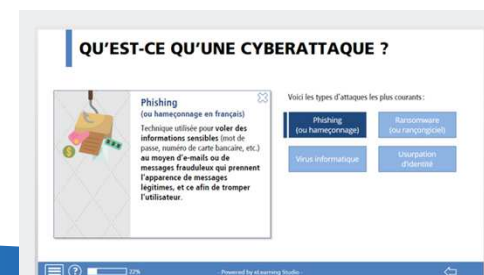 QU'EST-CE QU'UNE CYBERATTAQUE ?
Phishing
(ou hameçonnage en français)
Technique utilisée pour voler des
informations sensibles (mot de
passe, numéro de carte bancaire, etc.)
au moyen d'e-mails ou de
messages frauduleux qui prennent
l'apparence de messages
légitimes, et ce afin de tromper
l'utilisateur.
Voici les types d'attaques les plus courants :
Phishing
(ou hameçonnage)
Ransomware
(ou rançongiciel)
Virus informatique
Usurpation
d'identité
22%
- Powered by eLearning Studio -